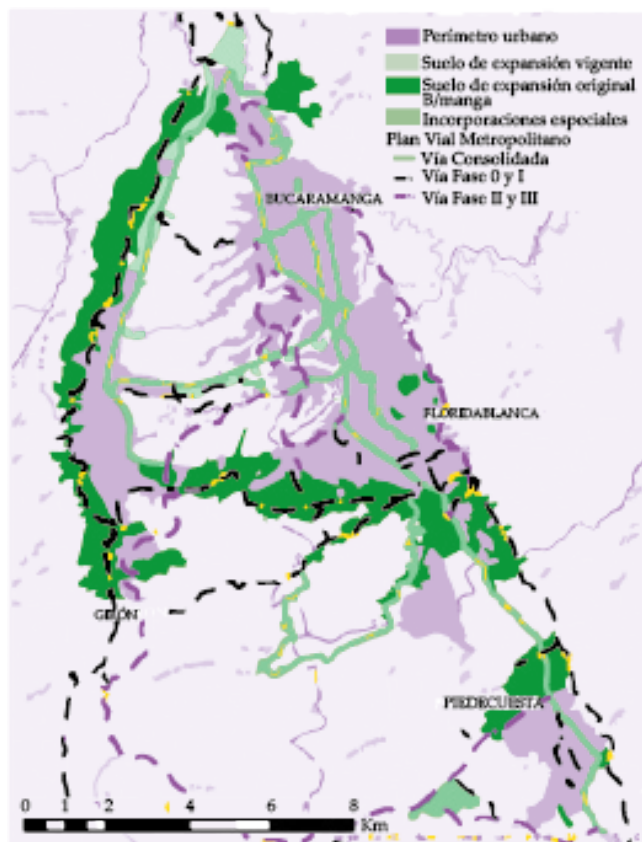 Perímetro urbano
Suelo de expansión vigente
Suelo de expansión original
B/manga
Incorporaciones especiales
Plan Vial Metropolitano
Vía Consolidada
Vía Fase 0 y I
Vía Fase II y III
BUCARAMANGA
FLORIDABLANCA
GIRÓN
PIEDECUESTA
0 1 2 4 6 8
Km